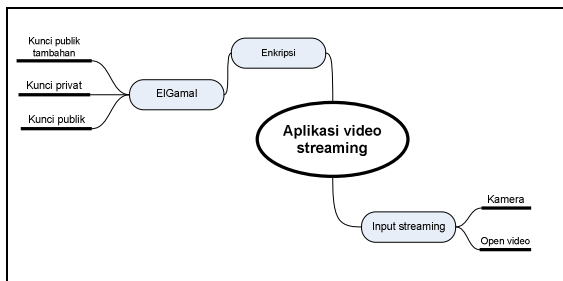 Kunci publik
tambahan
Kunci privat
Kunci publik
ElGamal
Enkripsi
Aplikasi video
streaming
Input streaming
Kamera
Open video